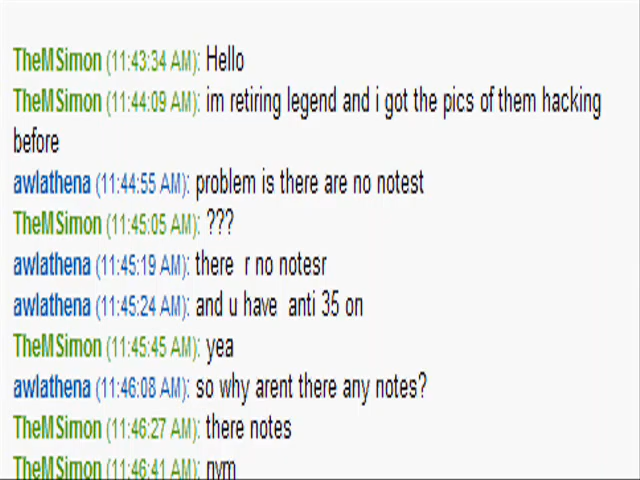 TheMSimon (11:43:34 AM): Hello
TheMSimon (11:44:09 AM): im retiring legend and i got the pics of them hacking
before
awlathena (11:44:55 AM): problem is there are no notest
TheMSimon (11:45:05 AM): ???
awlathena (11:45:19 AM): there r no notesr
awlathena (11:45:24 AM): and u have anti 35 on
TheMSimon (11:45:45 AM): yea
awlathena (11:46:08 AM): so why arent there any notes?
TheMSimon (11:46:27 AM): there notes
TheMSimon (11:46:41 AM): nvm